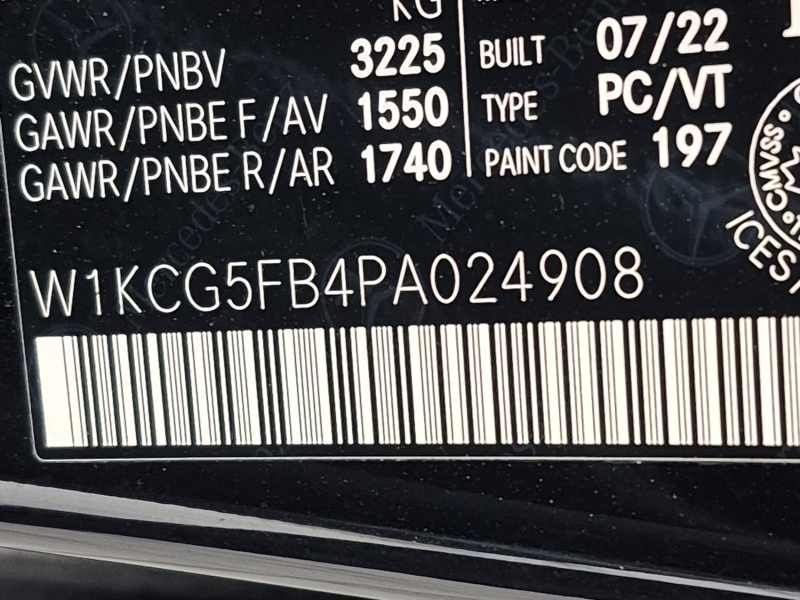 KG
GVWR/PNBV 3225
GAWR/PNBE F/AV 1550
GAWR/PNBE R/AR 1740
BUILT 07/22
TYPE PC/VT
PAINT CODE 197
CMVSS
W1KCG5FB4PA024908